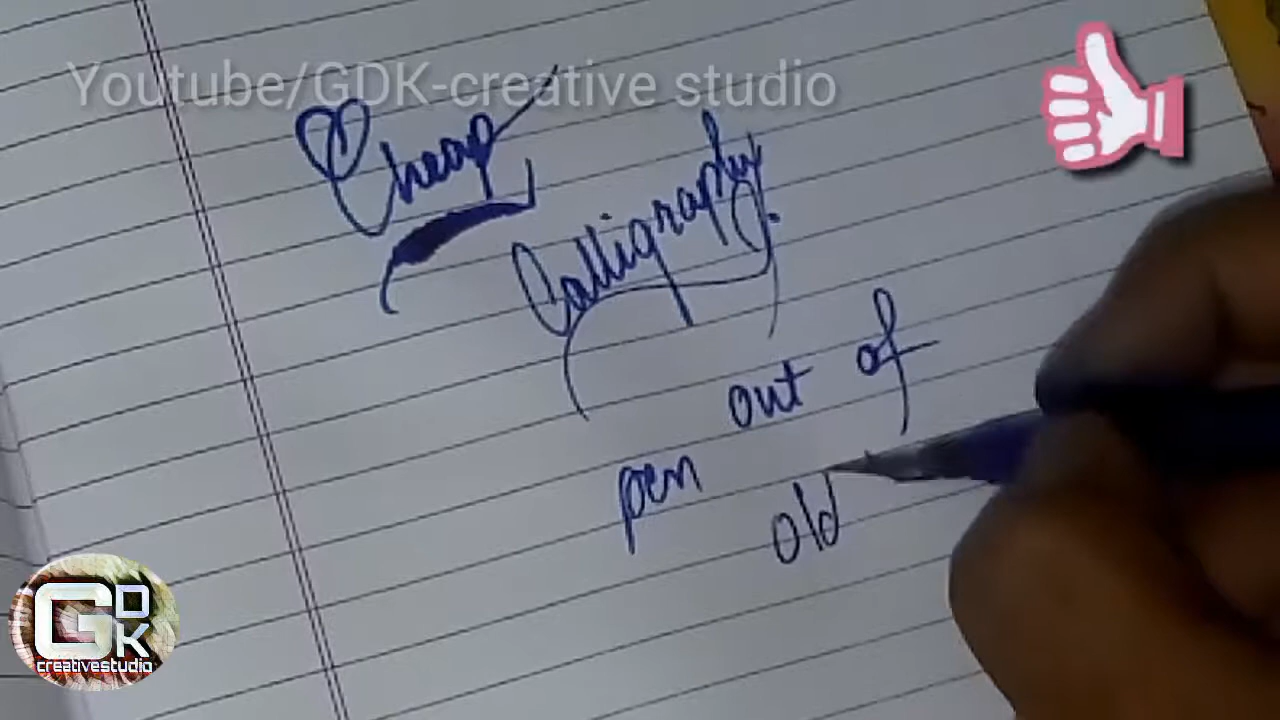 Youtube/GDK-creative studio
Cheap
Calligraphy
out of
pen
old
GDK
creativestudio